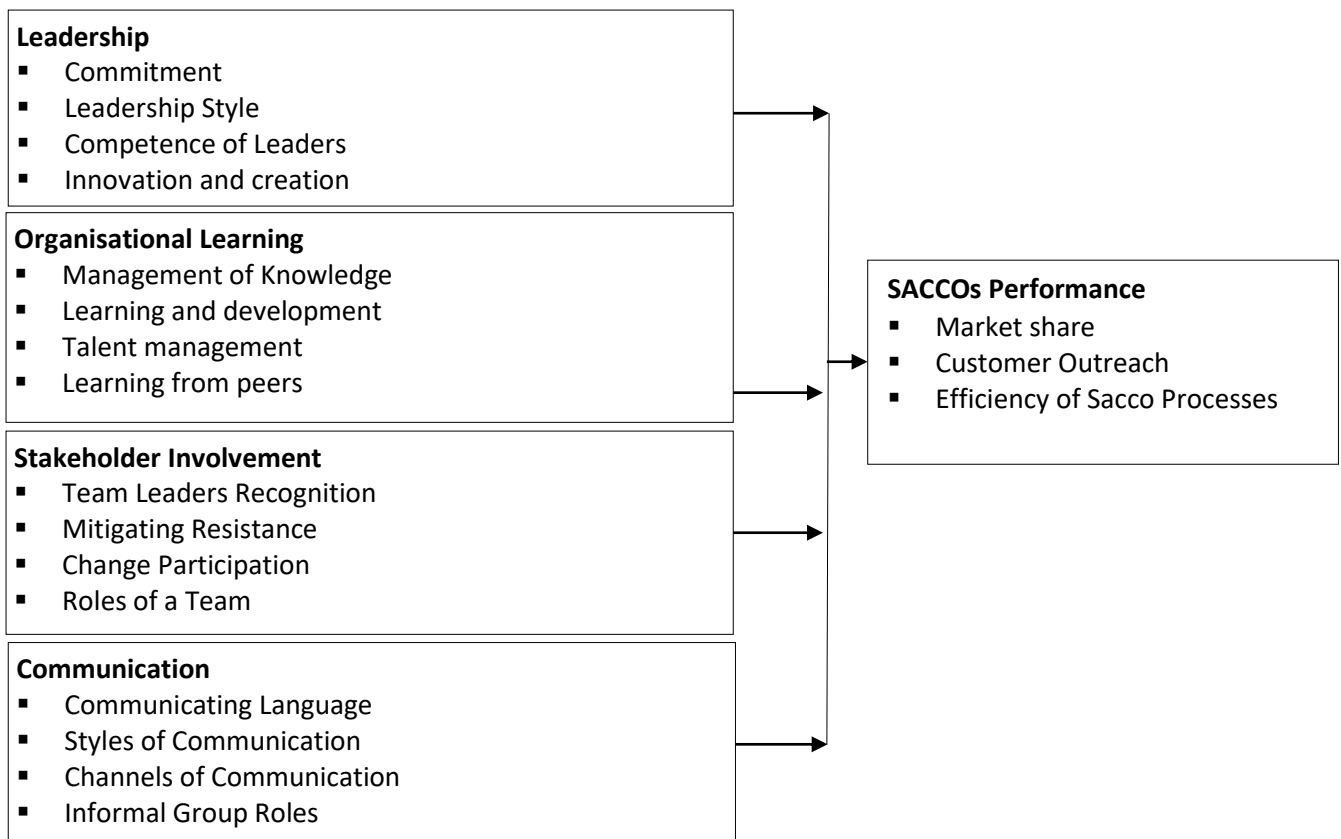 Leadership
▪ Commitment
▪ Leadership Style
▪ Competence of Leaders
▪ Innovation and creation
Organisational Learning
▪ Management of Knowledge
▪ Learning and development
▪ Talent management
▪ Learning from peers
Stakeholder Involvement
▪ Team Leaders Recognition
▪ Mitigating Resistance
▪ Change Participation
▪ Roles of a Team
Communication
▪ Communicating Language
▪ Styles of Communication
▪ Channels of Communication
▪ Informal Group Roles
SACCOs Performance
▪ Market share
▪ Customer Outreach
▪ Efficiency of Sacco Processes